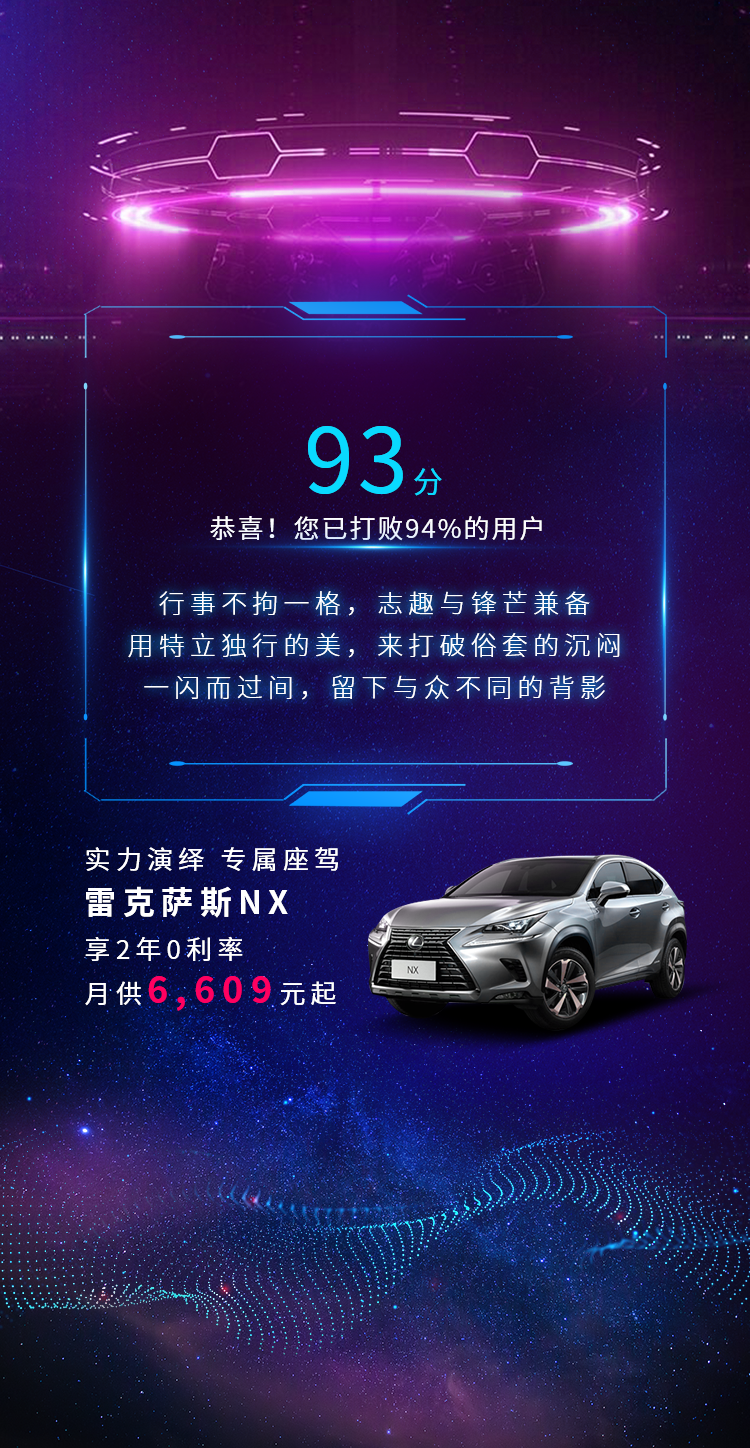 93分
恭喜！您已打败94%的用户
行事不拘一格，志趣与锋芒兼备
用特立独行的美，来打破俗套的沉闷
一闪而过间，留下与众不同的背影
实力演绎 专属座驾
雷克萨斯NX
享2年0利率
月供6,609元起
NX